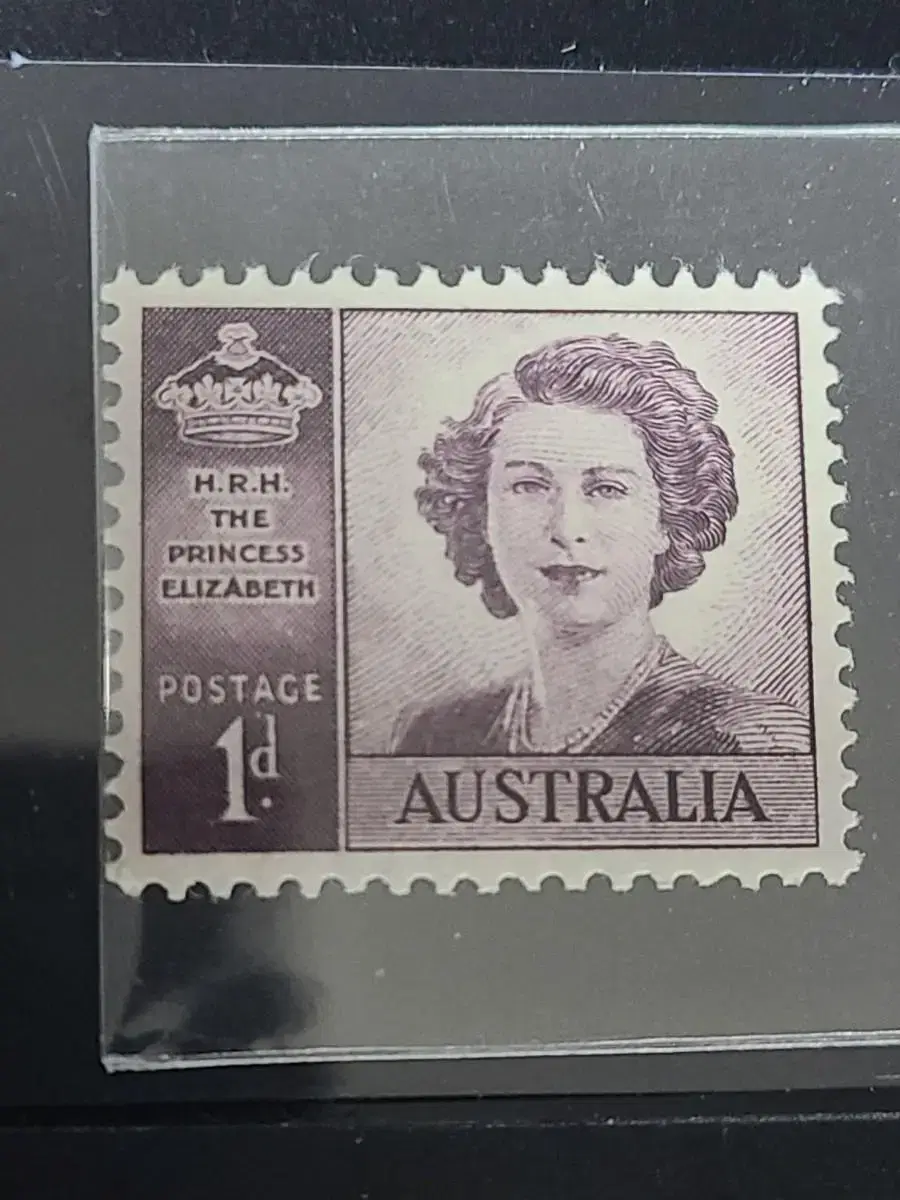 H.R.H.
THE
PRINCESS
ELIZABETH
POSTAGE
1d.
AUSTRALIA